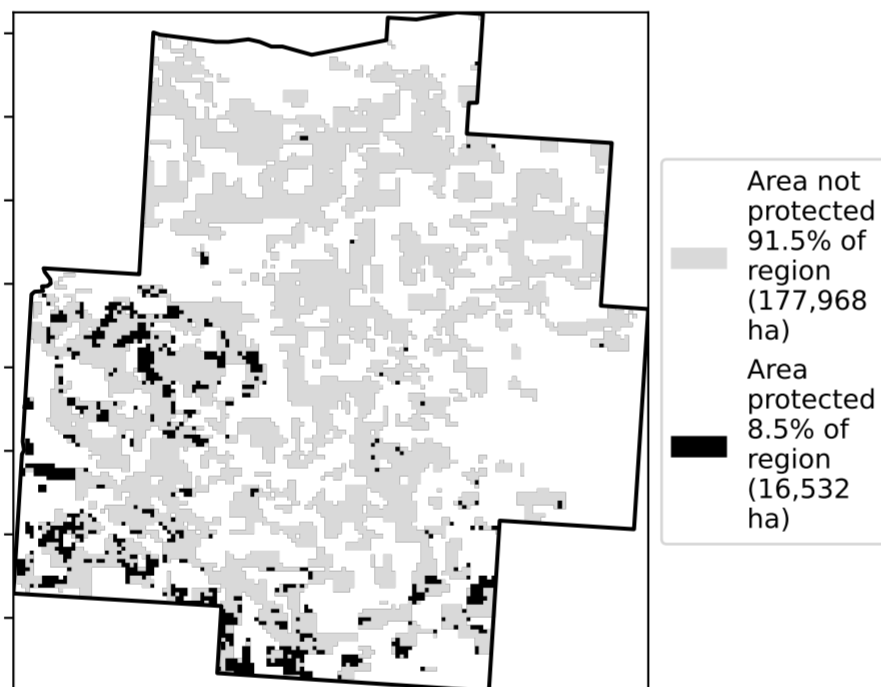 Area not
protected
91.5% of
region
(177,968
ha)
Area
protected
8.5% of
region
(16,532
ha)